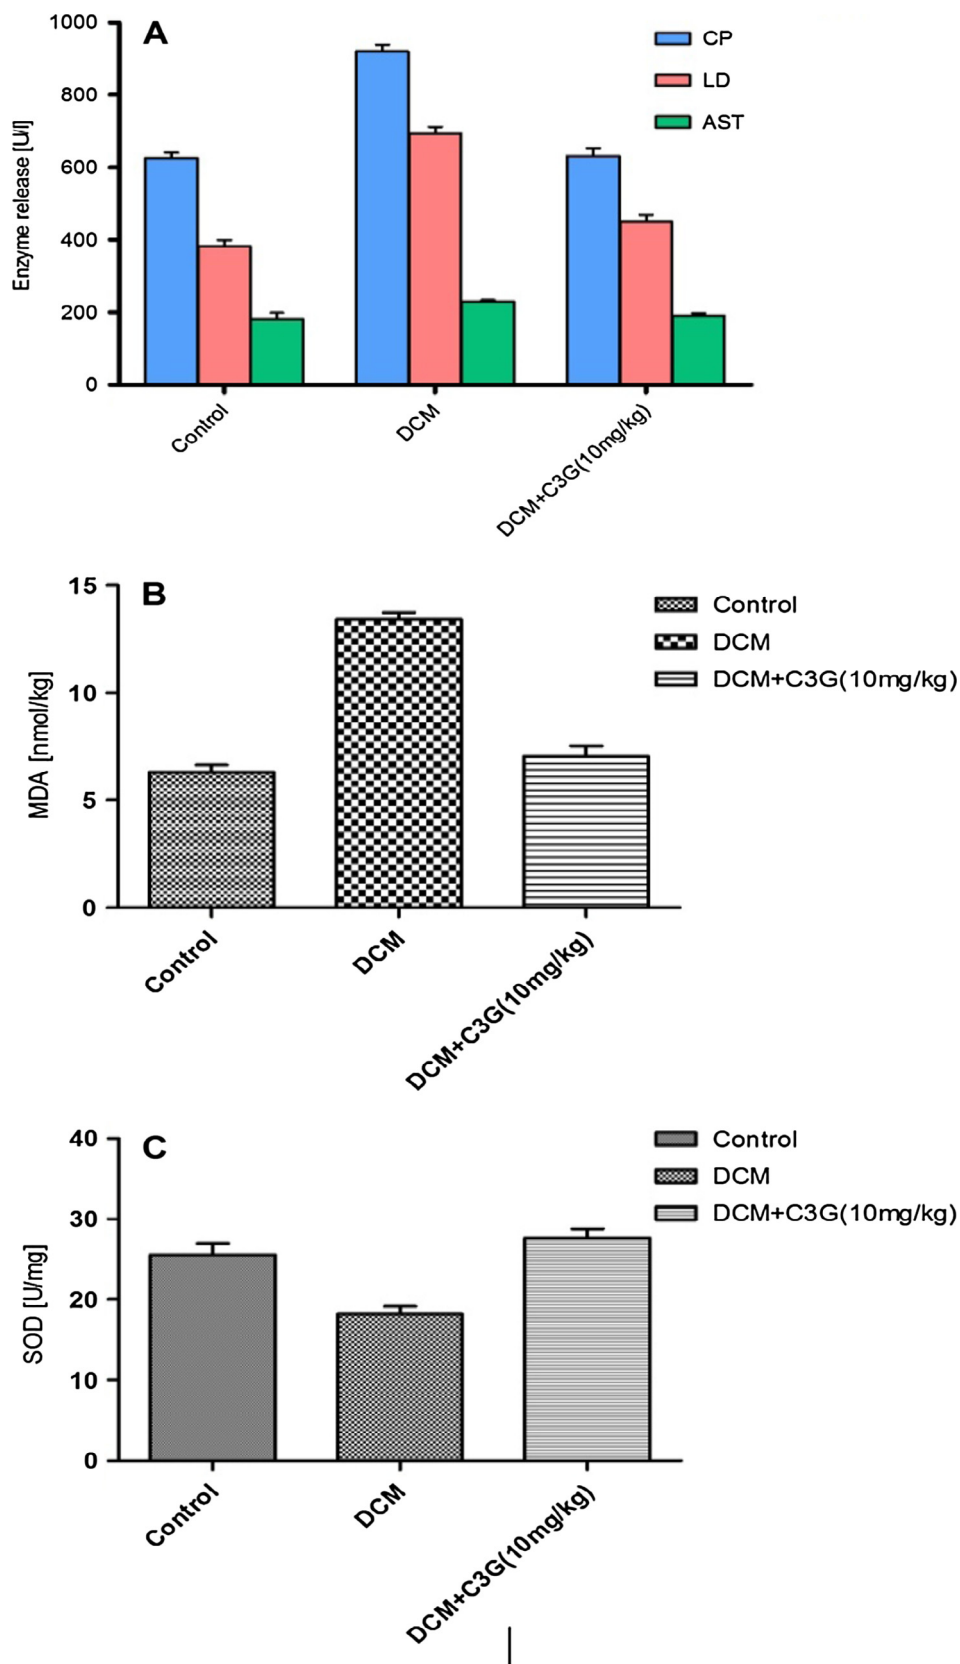 A
1000
800
600
400
200
0
Enzyme release [U/l]
CP
LD
AST
Control
DCM
DCM+C3G(10mg/kg)
B
15
10
5
0
MDA [nmol/kg]
Control
DCM
DCM+C3G(10mg/kg)
Control
DCM
DCM+C3G(10mg/kg)
C
40
30
20
10
0
SOD [U/mg]
Control
DCM
DCM+C3G(10mg/kg)
Control
DCM
DCM+C3G(10mg/kg)